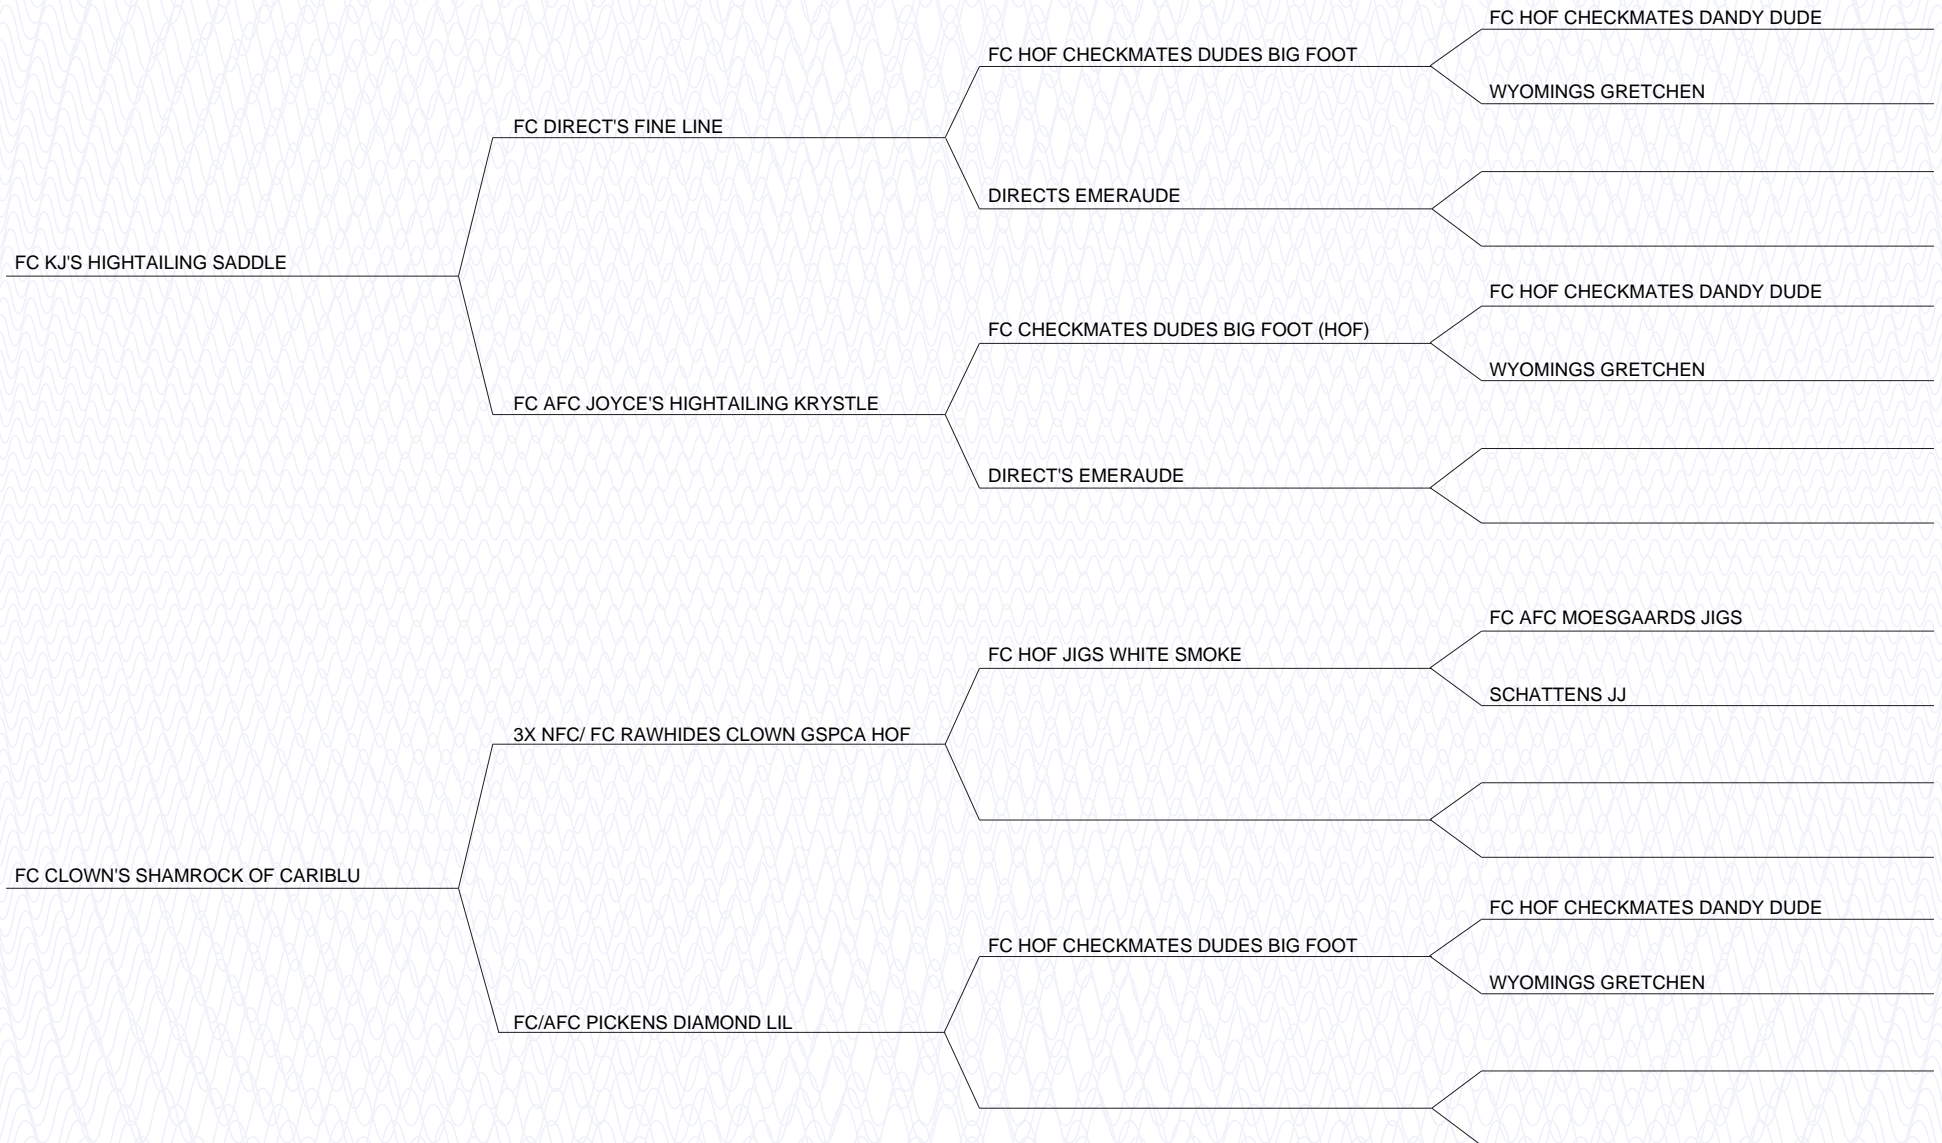 FC HOF CHECKMATES DANDY DUDE
FC HOF CHECKMATES DUDES BIG FOOT
WYOMINGS GRETCHEN
FC DIRECT'S FINE LINE
DIRECTS EMERAUDE
FC KJ'S HIGHTAILING SADDLE
FC HOF CHECKMATES DANDY DUDE
FC CHECKMATES DUDES BIG FOOT (HOF)
WYOMINGS GRETCHEN
FC AFC JOYCE'S HIGHTAILING KRYSTLE
DIRECT'S EMERAUDE
FC AFC MOESGAARDS JIGS
FC HOF JIGS WHITE SMOKE
SCHATTENS JJ
3X NFC/ FC RAWHIDES CLOWN GSPCA HOF
FC CLOWN'S SHAMROCK OF CARIBLU
FC HOF CHECKMATES DANDY DUDE
FC HOF CHECKMATES DUDES BIG FOOT
WYOMINGS GRETCHEN
FC/AFC PICKENS DIAMOND LIL